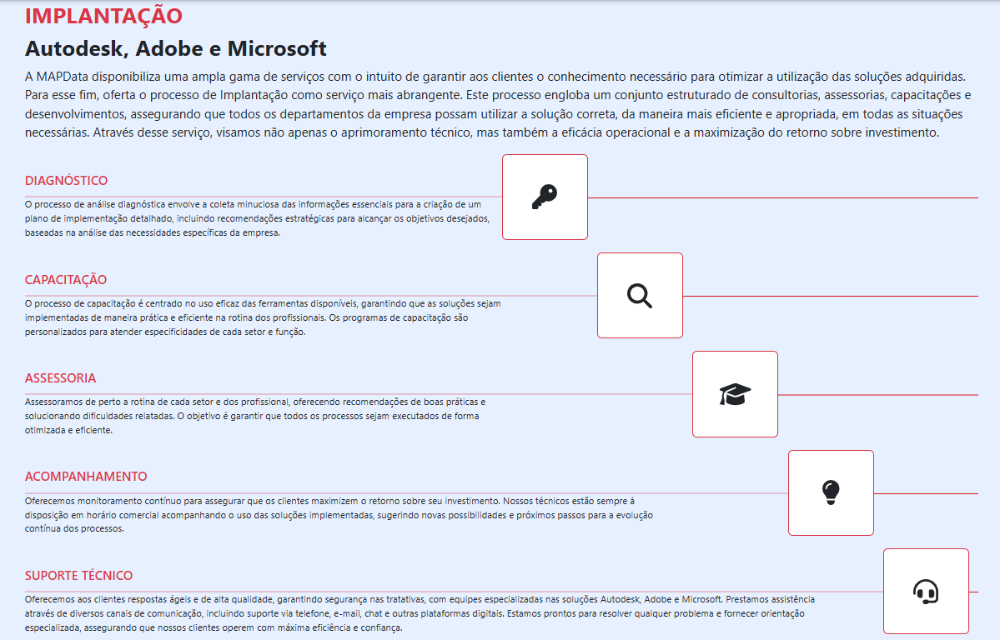 IMPLANTAÇÃO
Autodesk, Adobe e Microsoft
A MAPData disponibiliza uma ampla gama de serviços com o intuito de garantir aos clientes o conhecimento necessário para otimizar a utilização das soluções adquiridas.
Para esse fim, oferta o processo de Implantação como serviço mais abrangente. Este processo engloba um conjunto estruturado de consultorias, assessorias, capacitações e
desenvolvimentos, assegurando que todos os departamentos da empresa possam utilizar a solução correta, da maneira mais eficiente e apropriada, em todas as situações
necessárias. Através desse serviço, visamos não apenas o aprimoramento técnico, mas também a eficácia operacional e a maximização do retorno sobre investimento.
DIAGNÓSTICO
O processo de análise diagnóstica envolve a coleta minuciosa das informações essenciais para a criação de um
plano de implementação detalhado, incluindo recomendações estratégicas para alcançar os objetivos desejados,
baseadas na análise das necessidades específicas da empresa.
CAPACITAÇÃO
O processo de capacitação é centrado no uso eficaz das ferramentas disponíveis, garantindo que as soluções sejam
implementadas de maneira prática e eficiente na rotina dos profissionais. Os programas de capacitação são
personalizados para atender especificidades de cada setor e função.
ASSESSORIA
Assessoramos de perto a rotina de cada setor e dos profissional, oferecendo recomendações de boas práticas e
solucionando dificuldades relatadas. O objetivo é garantir que todos os processos sejam executados de forma
otimizada e eficiente.
ACOMPANHAMENTO
Oferecemos monitoramento contínuo para assegurar que os clientes maximizem o retorno sobre seu investimento. Nossos técnicos estão sempre à
disposição em horário comercial acompanhando o uso das soluções implementadas, sugerindo novas possibilidades e próximos passos para a evolução
contínua dos processos.
SUPORTE TÉCNICO
Oferecemos aos clientes respostas ágeis e de alta qualidade, garantindo segurança nas tratativas, com equipes especializadas nas soluções Autodesk, Adobe e Microsoft. Prestamos assistência
através de diversos canais de comunicação, incluindo suporte via telefone, e-mail, chat e outras plataformas digitais. Estamos prontos para resolver qualquer problema e fornecer orientação
especializada, assegurando que nossos clientes operem com máxima eficiência e confiança.